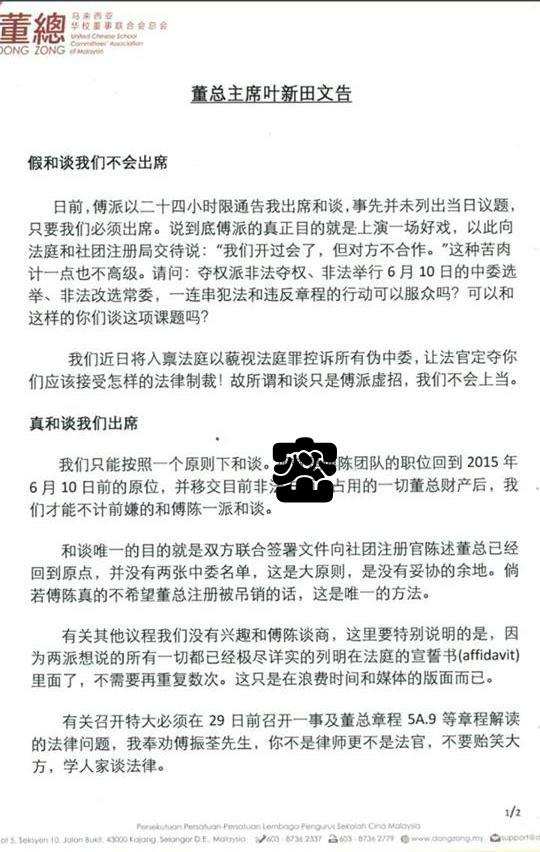 董總
DONG ZONG
马来西亚
华校董事联合会总会
United Chinese School
Committees' Association
of Malaysia
董总主席叶新田文告
假和谈我们不会出席
日前,傅派以二十四小时限通告我出席和谈,事先并未列出当日议题,
只要我们必须出席。说到底傅派的真正目的就是上演一场好戏,以此向
法庭和社团注册局交待说:“我们开过会了,但对方不合作。”这种苦肉
计一点也不高级。请问:夺权派非法夺权、非法举行 6 月 10 日的中委选
举、非法改选常委,一连串犯法和违反章程的行动可以服众吗?可以和
这样的你们谈这项课题吗?
我们近日将入禀法庭以藐视法庭罪控诉所有伪中委,让法官定夺你
们应该接受怎样的法律制裁!故所谓和谈只是傅派虚招,我们不会上当。
真和谈我们出席
我们只能按照一个原则下和谈。陈团队的职位回到 2015 年
6 月 10 日前的原位,并移交目前非法占用的一切董总财产后,我
们才能不计前嫌的和傅陈一派和谈。
和谈唯一的目的就是双方联合签署文件向社团注册官陈述董总已经
回到原点,并没有两张中委名单,这是大原则,是没有妥协的余地。倘
若傅陈真的不希望董总注册被吊销的话,这是唯一的方法。
有关其他议程我们没有兴趣和傅陈谈商,这里要特别说明的是,因
为两派想说的所有一切都已经极尽详实的列明在法庭的宣誓书(affidavit)
里面了,不需要再重复数次。这只是在浪费时间和媒体的版面而已。
有关召开特大必须在 29 日前召开一事及董总章程 5A.9 等章程解读
的法律问题,我奉劝傅振荃先生,你不是律师更不是法官,不要贻笑大
方,学人家谈法律。
1/2
Persekutuan Persatuan-Persatuan Lembaga Pengurus Sekolah Cina Malaysia
ot 5, Seksyen 10, Jalan Bukit, 43000 Kajang, Selangor D.E., Malaysia 603 - 8736 2337 603 - 8736 2779 www.dongzong.my support@d